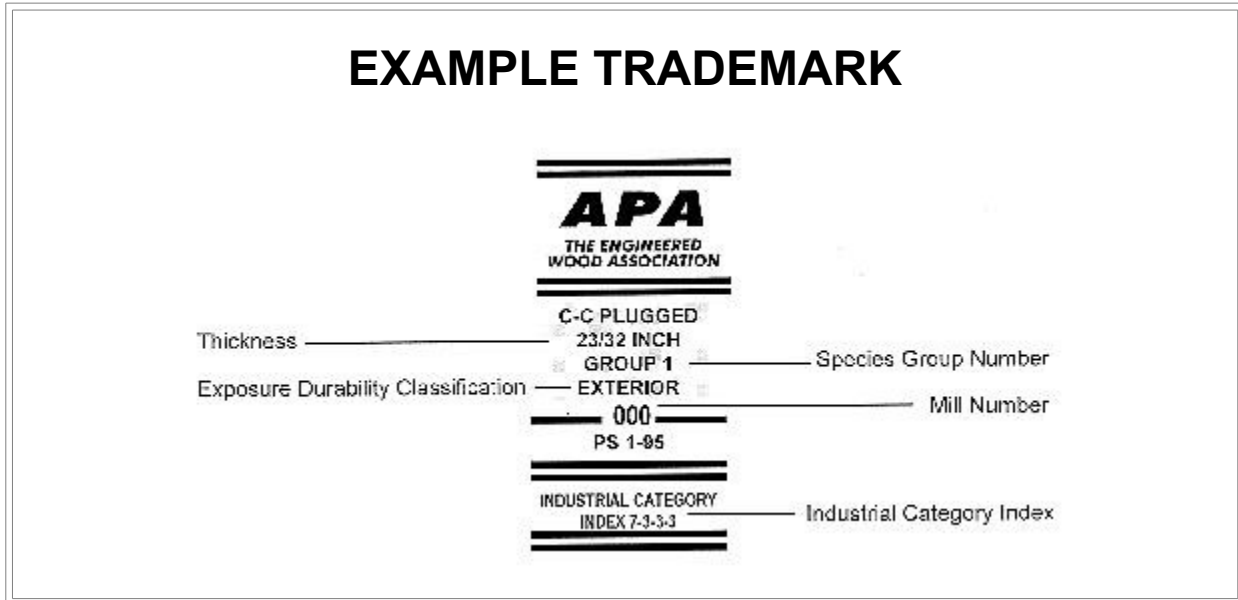 EXAMPLE TRADEMARK
APA
THE ENGINEERED
WOOD ASSOCIATION
C-C PLUGGED
Thickness
23/32 INCH
GROUP 1
Species Group Number
Exposure Durability Classification
EXTERIOR
000
Mill Number
PS 1-95
INDUSTRIAL CATEGORY
INDEX 7-3-3-3
Industrial Category Index